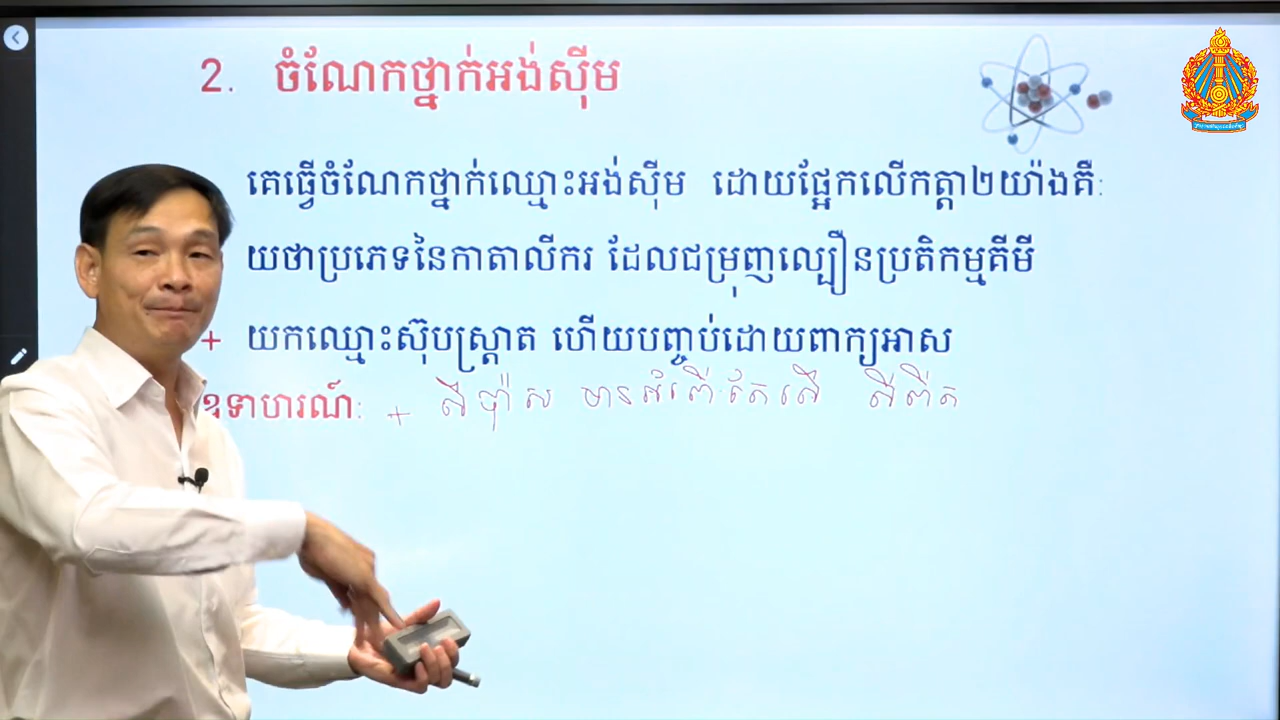 2. ចំណែកថ្នាក់អង់ស៊ីម
គេធ្វើចំណែកថ្នាក់ឈ្មោះអង់ស៊ីម ដោយផ្អែកលើកត្តា២យ៉ាងគឺៈ
យថាប្រភេទនៃកាតាលីករ ដែលជម្រុញល្បឿនប្រតិកម្មគីមី
+ យកឈ្មោះស៊ុបស្ត្រាត ហើយបញ្ចប់ដោយពាក្យអាស
ឧទាហរណ៍ៈ + លីប៉ាស មានអំពើតែលើ លីពីត